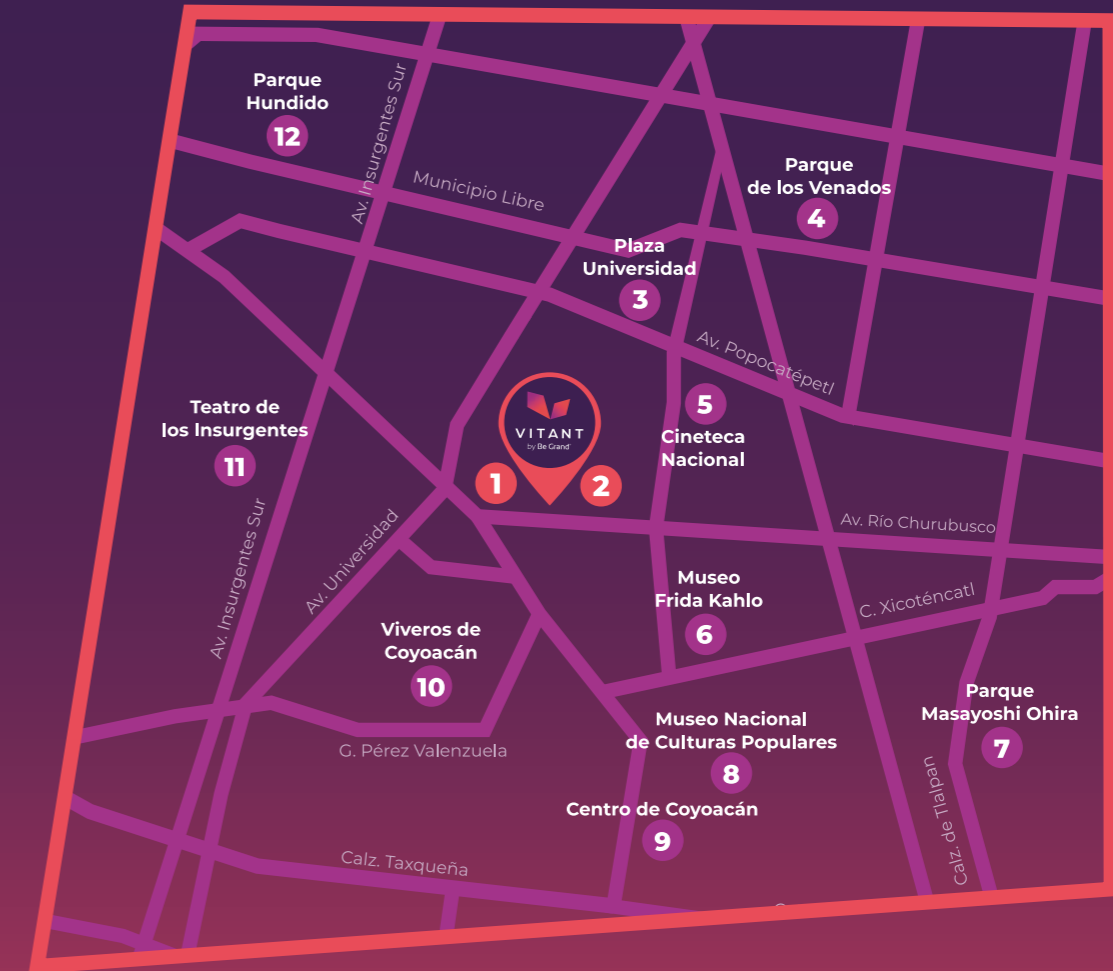 Parque
Hundido
12
Av. Insurgentes Sur
Municipio Libre
Parque
de los Venados
4
Plaza
Universidad
3
Av. Popocatépetl
5
Cineteca
Nacional
VITANT
by Be Grand
1
2
Teatro de
los Insurgentes
11
Av. Insurgentes Sur
Av. Universidad
Av. Río Churubusco
Museo
Frida Kahlo
6
C. Xicoténcatl
Viveros de
Coyoacán
10
G. Pérez Valenzuela
Parque
Masayoshi Ohira
7
Museo Nacional
de Culturas Populares
8
Calz. de Tlalpan
Centro de Coyoacán
9
Calz. Taxqueña